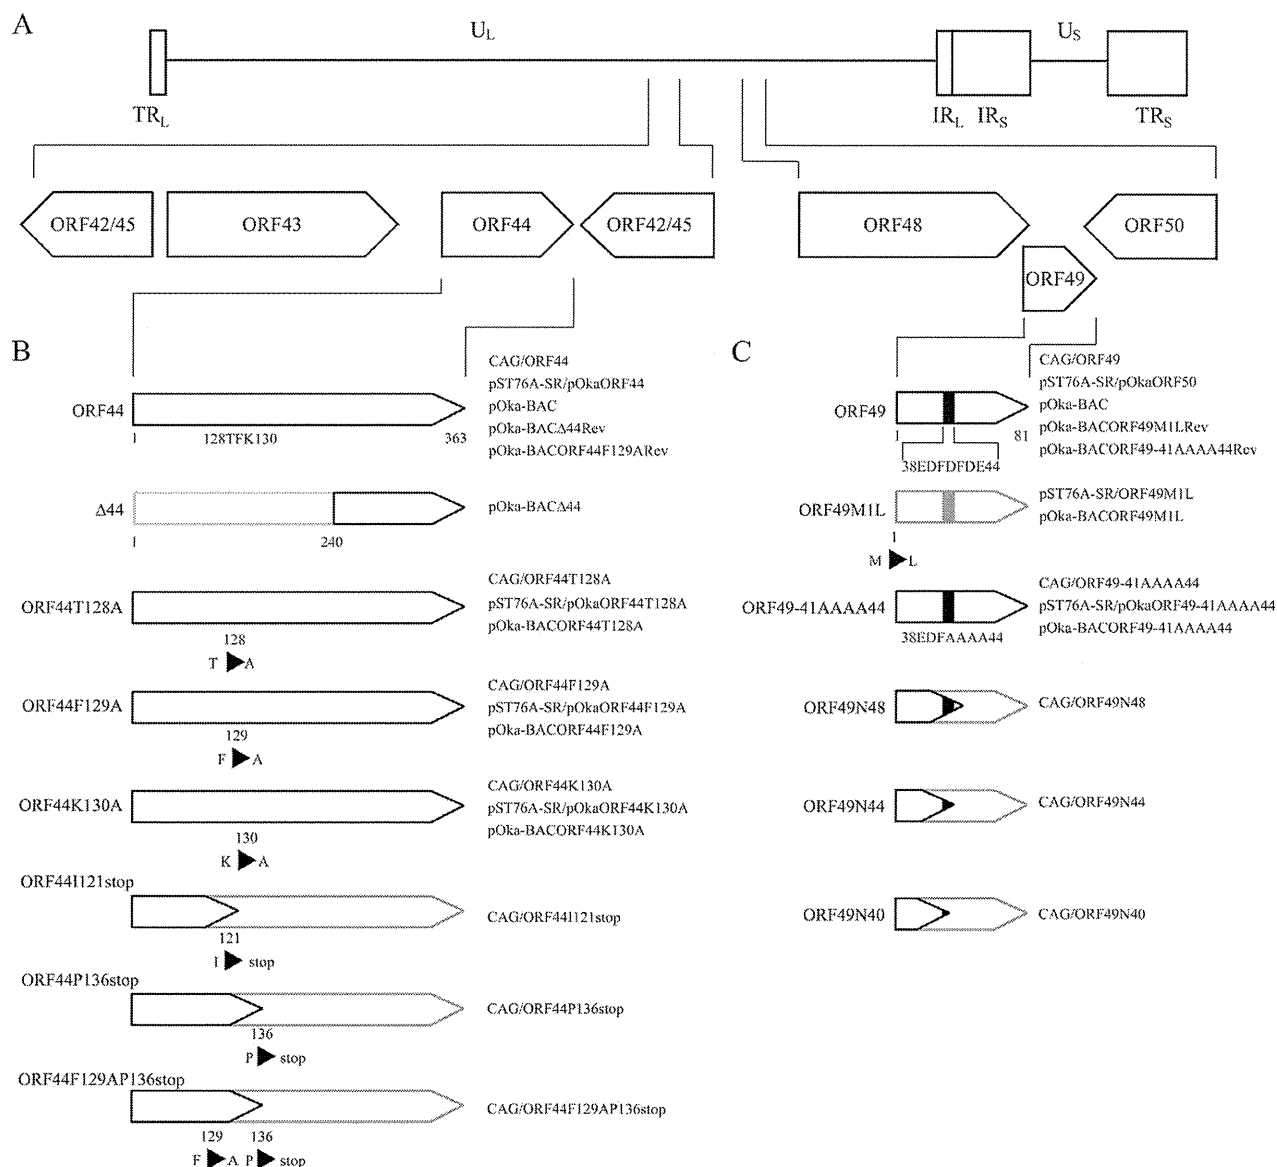 A
U_L
U_S
TR_L
IR_L IR_S
TR_S
ORF42/45
ORF43
ORF44
ORF42/45
ORF48
ORF50
ORF49
B
ORF44
1
128TFK130
363
CAG/ORF44
pST76A-SR/pOkaORF44
pOka-BAC
pOka-BACΔ44Rev
pOka-BACORF44F129ARev
Δ44
1
240
pOka-BACΔ44
ORF44T128A
128
T A
CAG/ORF44T128A
pST76A-SR/pOkaORF44T128A
pOka-BACORF44T128A
ORF44F129A
129
F A
CAG/ORF44F129A
pST76A-SR/pOkaORF44F129A
pOka-BACORF44F129A
ORF44K130A
130
K A
CAG/ORF44K130A
pST76A-SR/pOkaORF44K130A
pOka-BACORF44K130A
ORF44I121stop
121
I stop
CAG/ORF44I121stop
ORF44P136stop
136
P stop
CAG/ORF44P136stop
ORF44F129AP136stop
129 136
F A P stop
CAG/ORF44F129AP136stop
C
ORF49
1
81
38EDFDFDE44
CAG/ORF49
pST76A-SR/pOkaORF50
pOka-BAC
pOka-BACORF49M1LRev
pOka-BACORF49-41AAAA44Rev
ORF49M1L
1
M L
pST76A-SR/ORF49M1L
pOka-BACORF49M1L
ORF49-41AAAA44
38EDFAAAA44
CAG/ORF49-41AAAA44
pST76A-SR/pOkaORF49-41AAAA44
pOka-BACORF49-41AAAA44
ORF49N48
CAG/ORF49N48
ORF49N44
CAG/ORF49N44
ORF49N40
CAG/ORF49N40